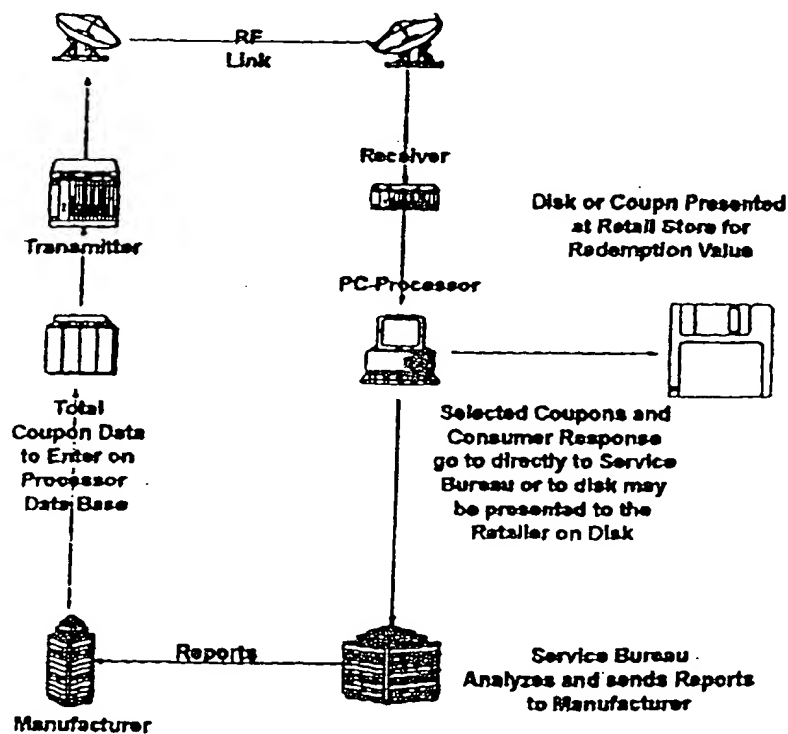 RF
Link
Receiver
Transmitter
Disk or Coupn Presented
at Retail Store for
Redemption Value
PC-Processor
Total
Coupon Data
to Enter on
Processor
Data Base
Selected Coupons and
Consumer Response
go to directly to Service
Bureau or to disk may
be presented to the
Retailer on Disk
Reports
Manufacturer
Service Bureau
Analyzes and sends Reports
to Manufacturer